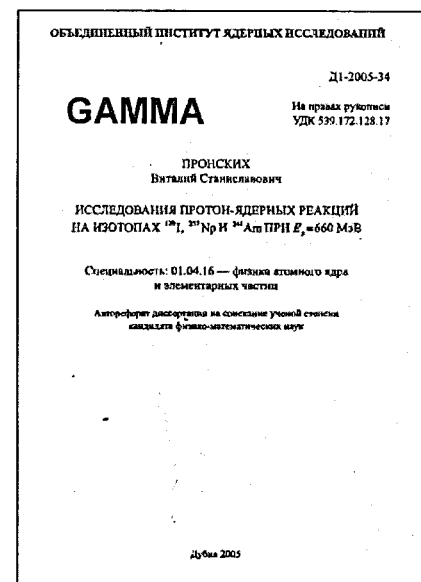 ОБЪЕДИНЕННЫЙ ИНСТИТУТ ЯДЕРНЫХ ИССЛЕДОВАНИЙ
Д1-2005-34
GAMMA
На правах рукописи
УДК 539.172.128.17
ПРОНСКИХ
Виталий Станиславович
ИССЛЕДОВАНИЯ ПРОТОН-ЯДЕРНЫХ РЕАКЦИЙ
НА ИЗОТОПАХ ¹²⁹I, ²³⁷Np И ²⁴¹Am ПРИ Eₚ=660 МэВ
Специальность: 01.04.16 — физика атомного ядра
и элементарных частиц
Автореферат диссертации на соискание ученой степени
кандидата физико-математических наук
Дубна 2005